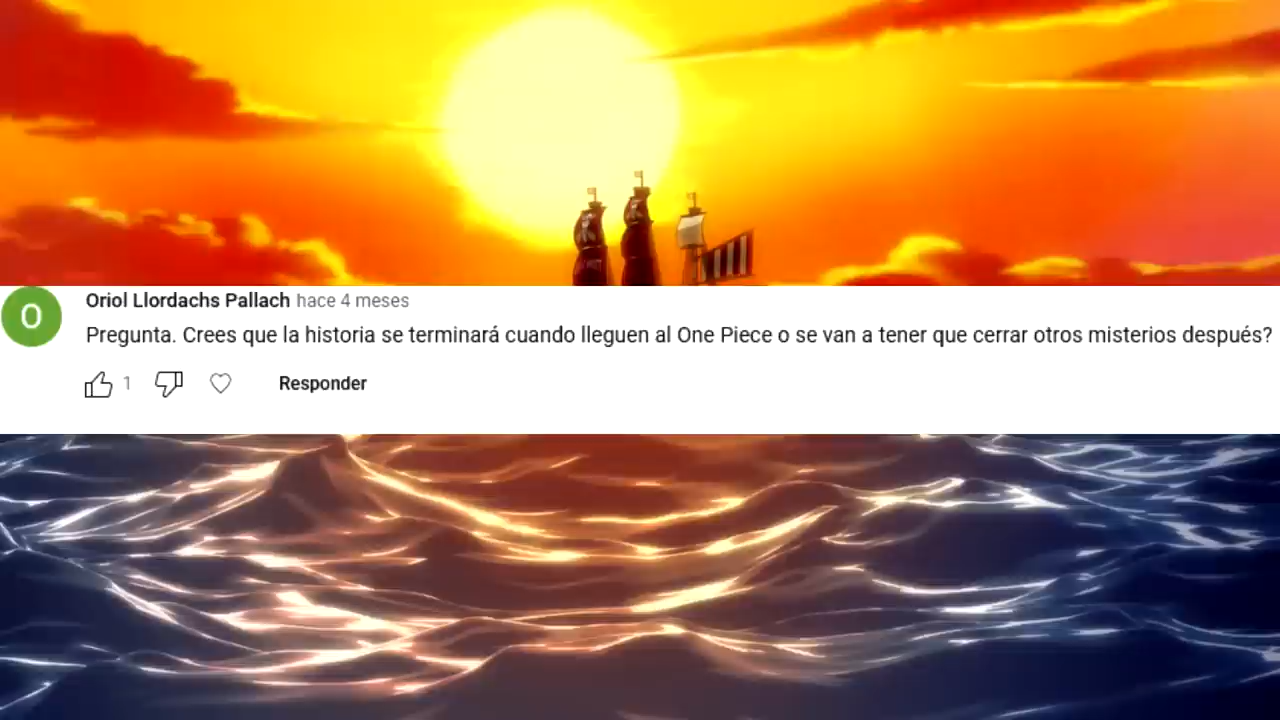 O
Oriol Llordachs Pallach hace 4 meses
Pregunta. Crees que la historia se terminará cuando lleguen al One Piece o se van a tener que cerrar otros misterios después?
1
Responder